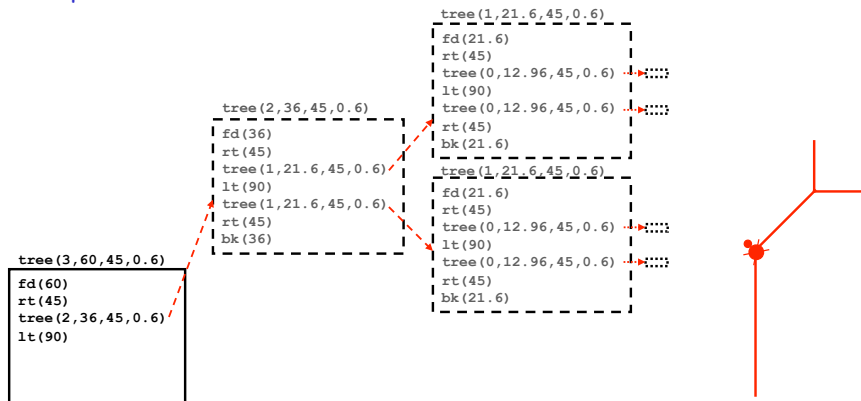 tree(1,21.6,45,0.6)
fd(21.6)
rt(45)
tree(0,12.96,45,0.6)
lt(90)
tree(0,12.96,45,0.6)
rt(45)
bk(21.6)
tree(2,36,45,0.6)
fd(36)
rt(45)
tree(1,21.6,45,0.6)
lt(90)
tree(1,21.6,45,0.6)
rt(45)
bk(36)
tree(1,21.6,45,0.6)
fd(21.6)
rt(45)
tree(0,12.96,45,0.6)
lt(90)
tree(0,12.96,45,0.6)
rt(45)
bk(21.6)
tree(3,60,45,0.6)
fd(60)
rt(45)
tree(2,36,45,0.6)
lt(90)